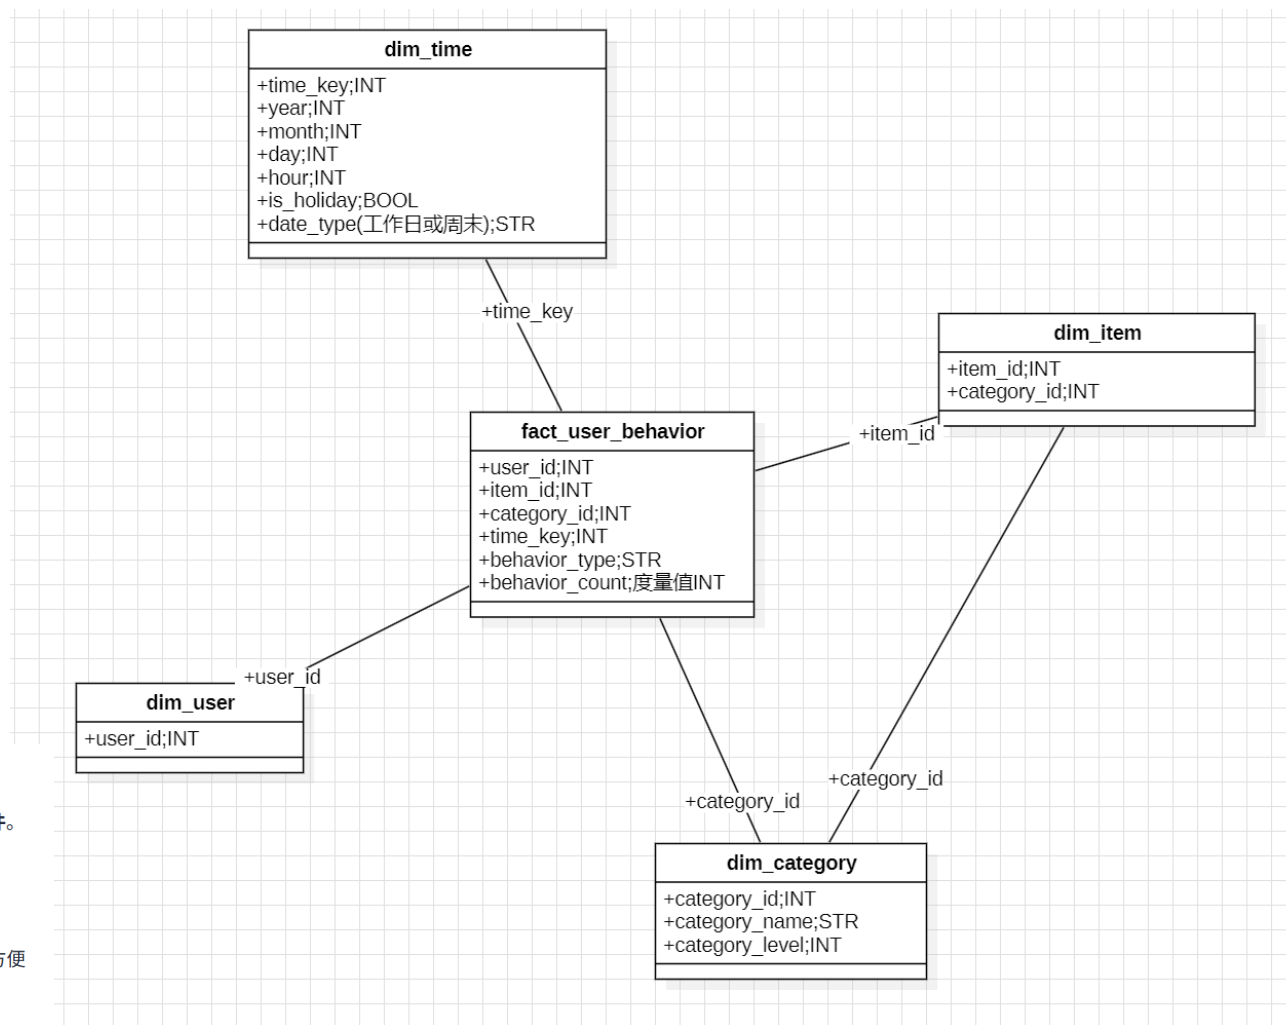 dim_time
+time_key;INT
+year;INT
+month;INT
+day;INT
+hour;INT
+is_holiday;BOOL
+date_type(工作日或周末);STR
+time_key
dim_item
+item_id;INT
+category_id;INT
+item_id
fact_user_behavior
+user_id;INT
+item_id;INT
+category_id;INT
+time_key;INT
+behavior_type;STR
+behavior_count;度量值INT
+user_id
dim_user
+user_id;INT
+category_id
+category_id
dim_category
+category_id;INT
+category_name;STR
+category_level;INT
件。
方便